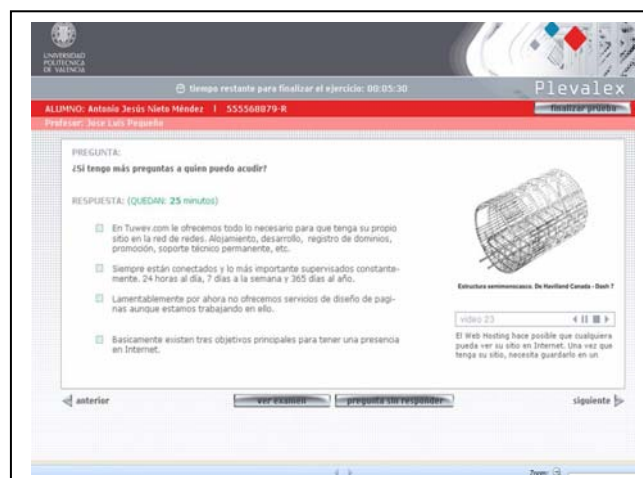 UNIVERSIDAD
POLITECNICA
DE VALENCIA
tiempo restante para finalizar el ejercicio: 00:05:30
Plevalex
ALUMNO: Antonio Jesús Nieto Méndez | 555568879-R
finalizar prueba
Profesor: Jose Luis Pequeño
PREGUNTA:
¿Si tengo más preguntas a quien puedo acudir?
RESPUESTA: (QUEDAN: 25 minutos)
En Tuwev.com le ofrecemos todo lo necesario para que tenga su propio
sitio en la red de redes. Alojamiento, desarrollo, registro de dominios,
promoción, soporte técnico permanente, etc.
Siempre están conectados y lo más importante supervisados constante-
mente. 24 horas al día, 7 dias a la semana y 365 dias al año.
Lamentablemente por ahora no ofrecemos servicios de diseño de pagi-
nas aunque estamos trabajando en ello.
Basicamente existen tres objetivos principales para tener una presencia
en Internet.
Estructura semimonocasco. De Havilland Canada - Dash 7
video 23
El Web Hosting hace posible que cualquiera
pueda ver su sitio en Internet. Una vez que
tenga su sitio, necesita guardarlo en un
anterior
ver examen
pregunta sin responder
siguiente
Zoom: